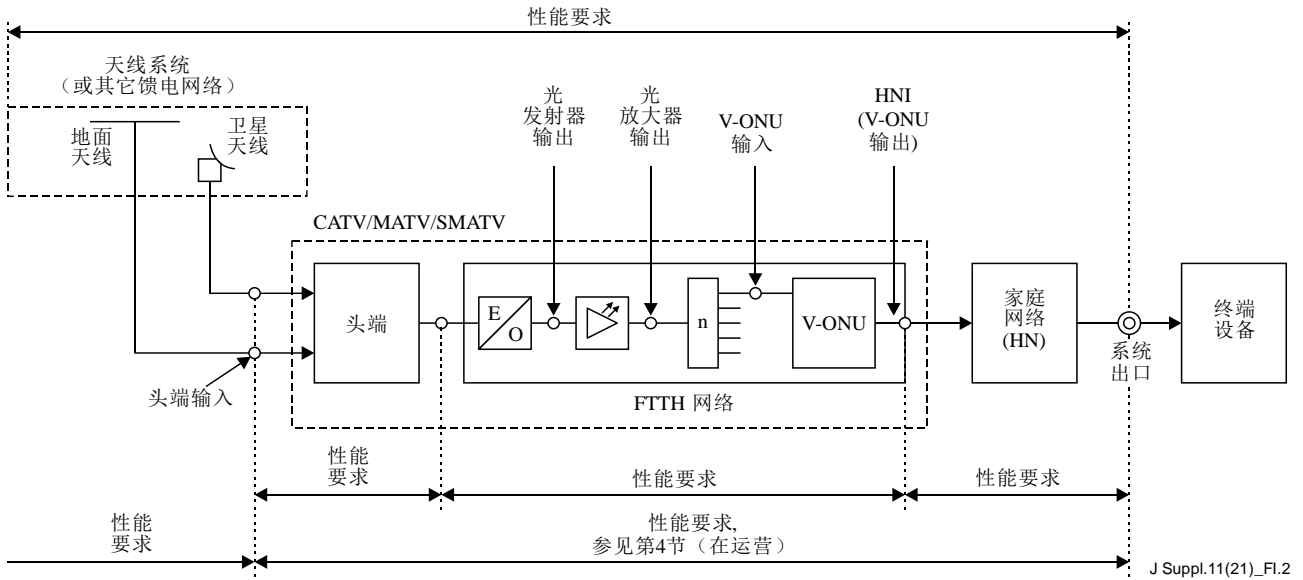 性能要求
天线系统
（或其它馈电网络）
地面
天线
卫星
天线
光
发射器
输出
光
放大器
输出
V-ONU
输入
HNI
(V-ONU
输出)
CATV/MATV/SMATV
头端
E
O
n
V-ONU
家庭
网络
(HN)
系统
出口
终端
设备
头端输入
FTTH 网络
性能
要求
性能要求
性能要求
性能
要求
性能要求,
参见第4节（在运营）
J Suppl.11(21)_FI.2